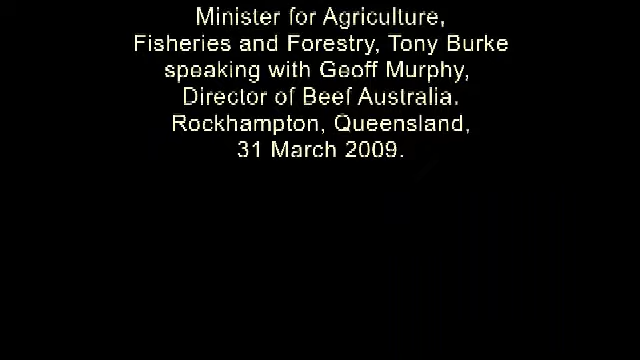 Minister for Agriculture,
Fisheries and Forestry, Tony Burke
speaking with Geoff Murphy,
Director of Beef Australia.
Rockhampton, Queensland,
31 March 2009.